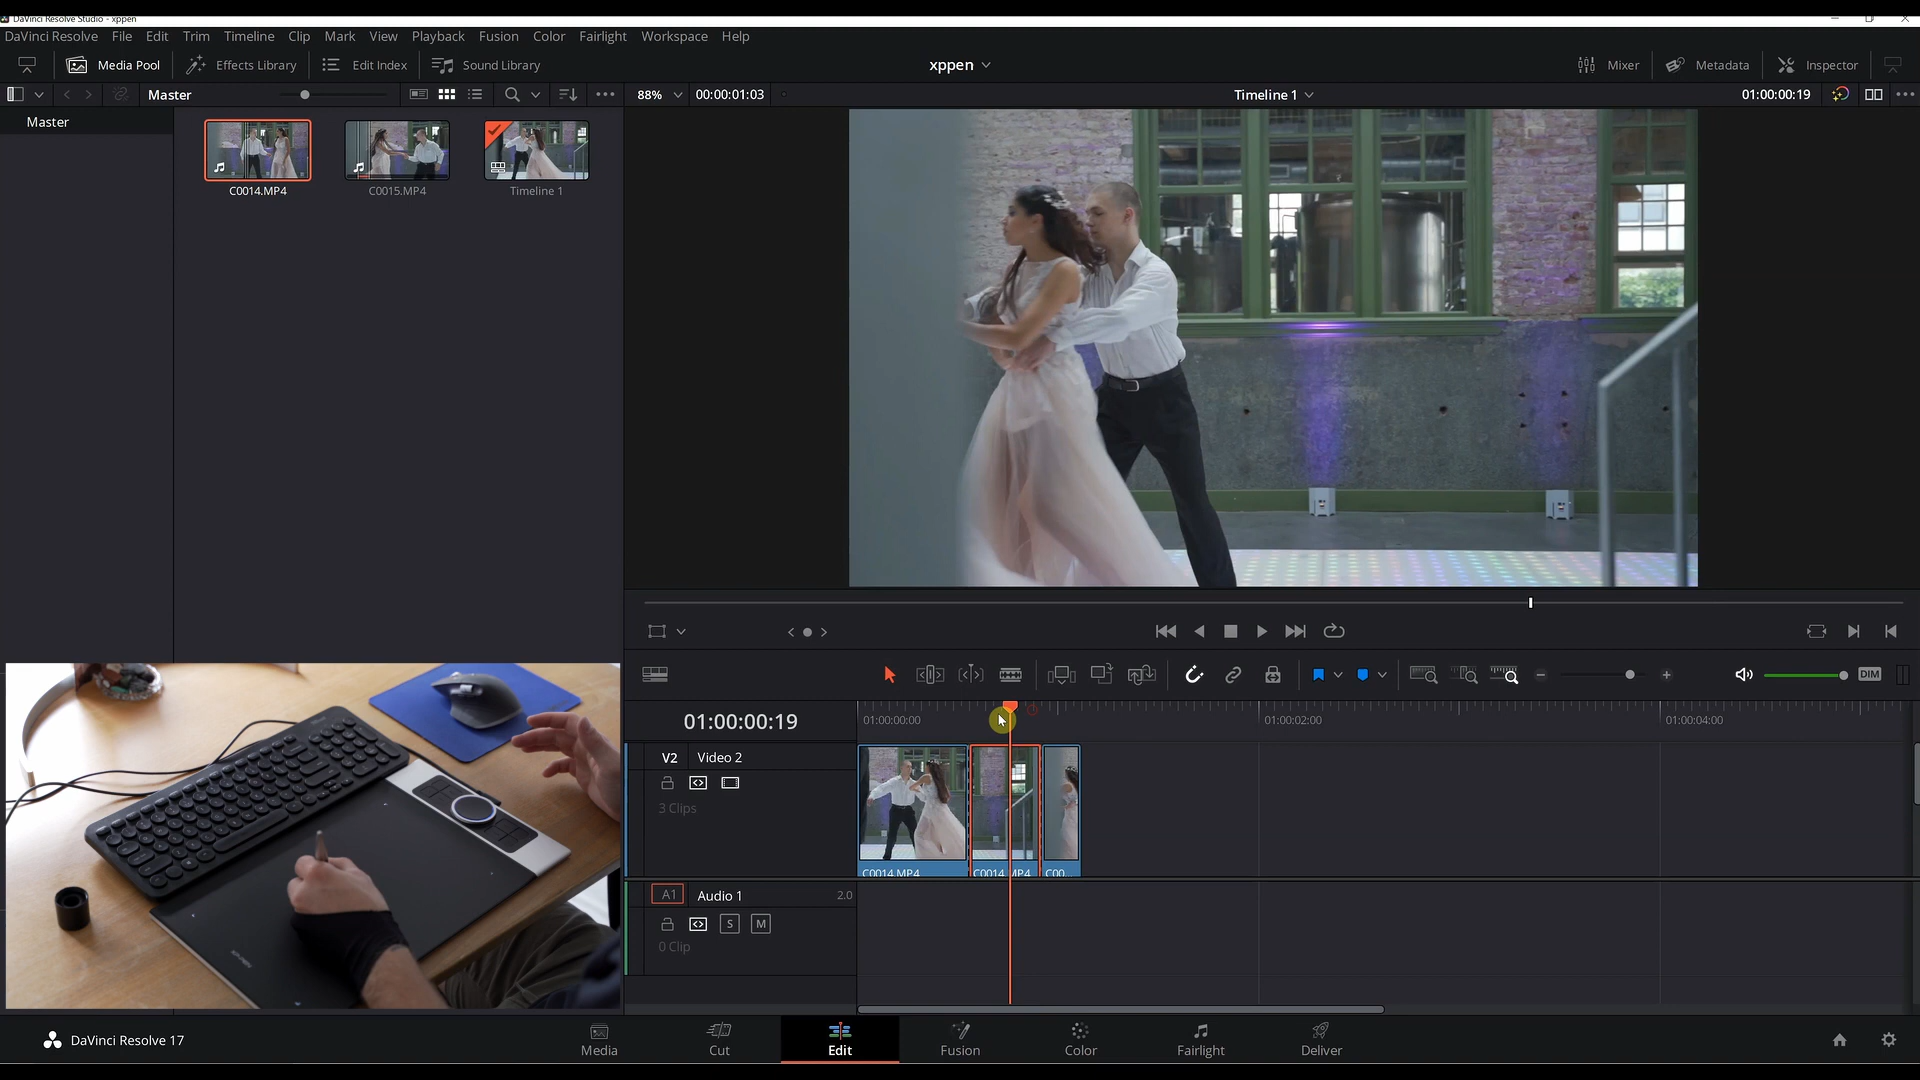 DaVinci Resolve Studio - xppen
DaVinci Resolve File Edit Trim Timeline Clip Mark View Playback Fusion Color Fairlight Workspace Help
Media Pool Effects Library Edit Index Sound Library xppen Mixer Metadata Inspector
Master 88% 00:00:01:03 Timeline 1 01:00:00:19
Master
C0014.MP4 C0015.MP4 Timeline 1
DIM
01:00:00:19 01:00:00:00 01:00:02:00 01:00:04:00
V2 Video 2
3 Clips
C0014.MP4 C0014.MP4 C00...
A1 Audio 1 2.0
S M
0 Clip
DaVinci Resolve 17
Media Cut Edit Fusion Color Fairlight Deliver